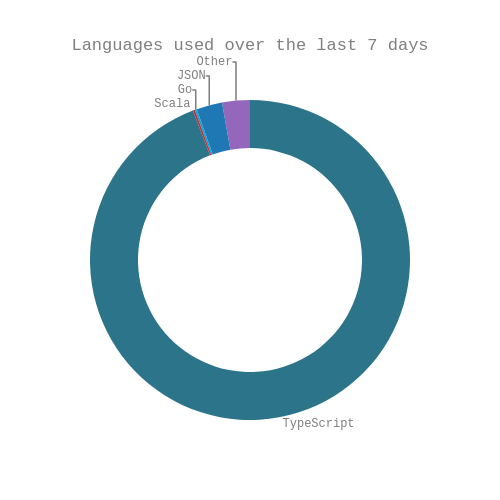 Languages used over the last 7 days
Other
JSON
Go
Scala
TypeScript